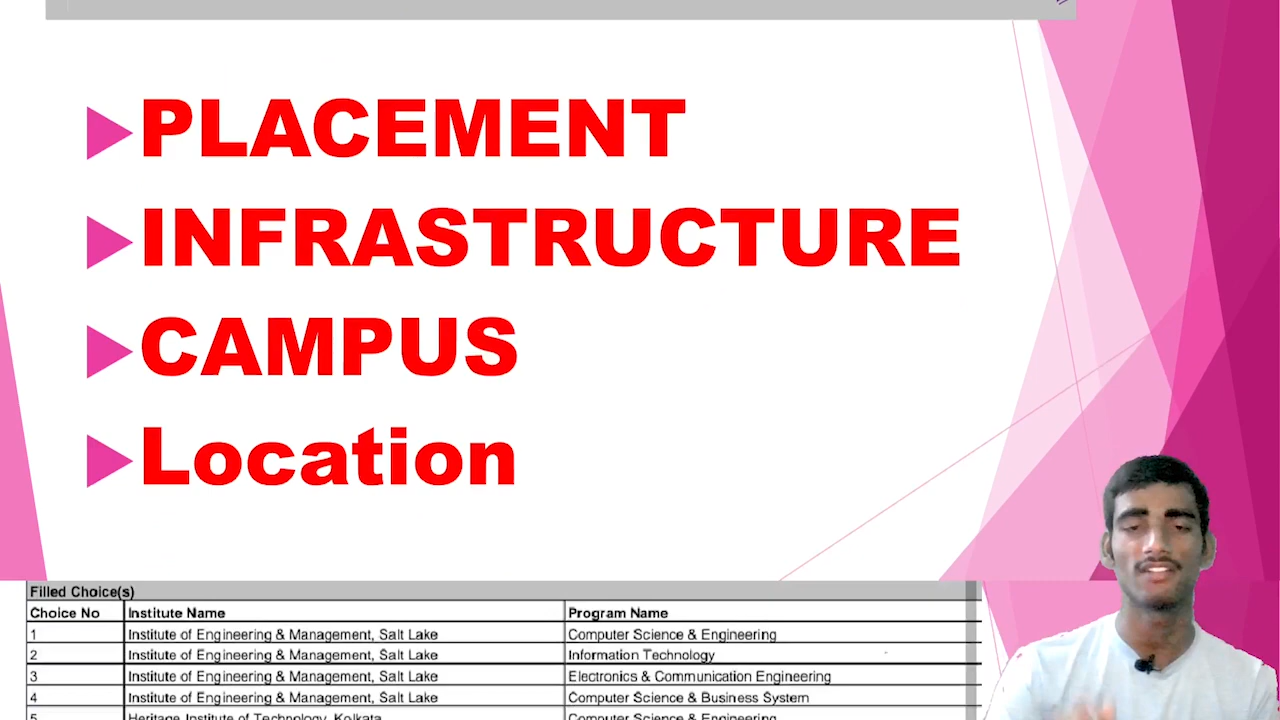 PLACEMENT
INFRASTRUCTURE
CAMPUS
Location
Filled Choice(s)
Choice No Institute Name Program Name
1 Institute of Engineering & Management, Salt Lake Computer Science & Engineering
2 Institute of Engineering & Management, Salt Lake Information Technology
3 Institute of Engineering & Management, Salt Lake Electronics & Communication Engineering
4 Institute of Engineering & Management, Salt Lake Computer Science & Business System
5 Heritage Institute of Technology, Kolkata Computer Science & Engineering